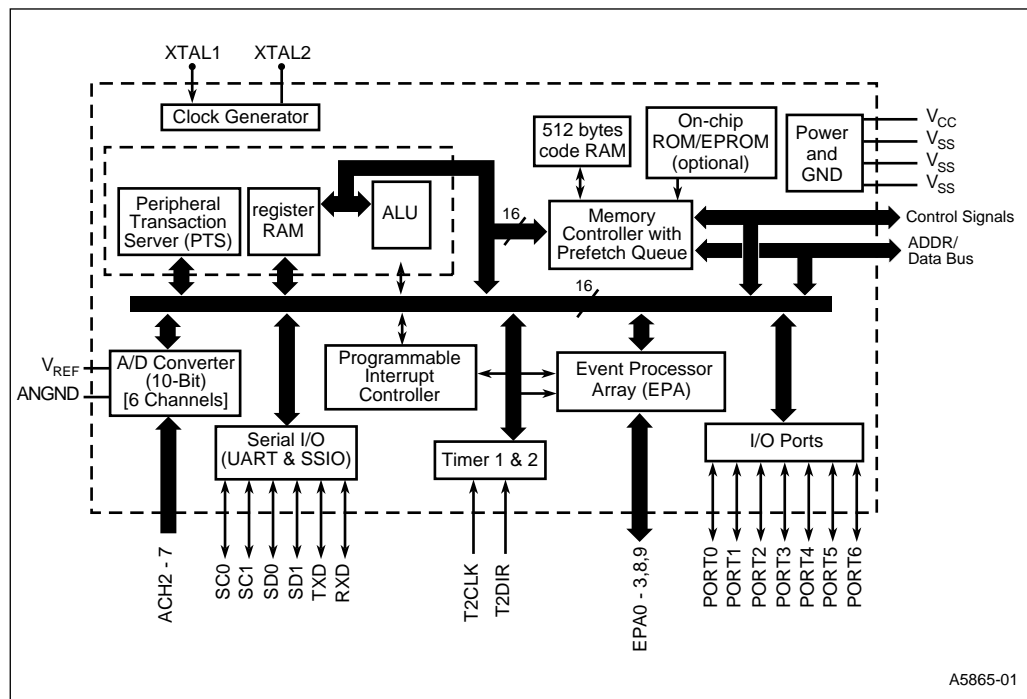 XTAL1
XTAL2
Clock Generator
512 bytes
code RAM
On-chip
ROM/EPROM
(optional)
Power
and
GND
VCC
VSS
VSS
VSS
Peripheral
Transaction
Server (PTS)
register
RAM
ALU
16
Memory
Controller with
Prefetch Queue
Control Signals
ADDR/
Data Bus
16
VREF
ANGND
A/D Converter
(10-Bit)
[6 Channels]
Programmable
Interrupt
Controller
Event Processor
Array (EPA)
Serial I/O
(UART & SSIO)
Timer 1 & 2
I/O Ports
ACH2 - 7
SC0
SC1
SD0
SD1
TXD
RXD
T2CLK
T2DIR
EPA0 - 3,8,9
PORT0
PORT1
PORT2
PORT3
PORT4
PORT5
PORT6
A5865-01